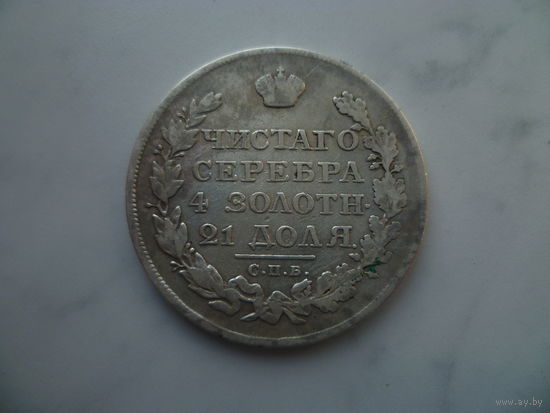 ЧИСТАГО
СЕРЕБРА
4 ЗОЛОТН.
21 ДОЛЯ.
С.П.Б.
www.ay.by